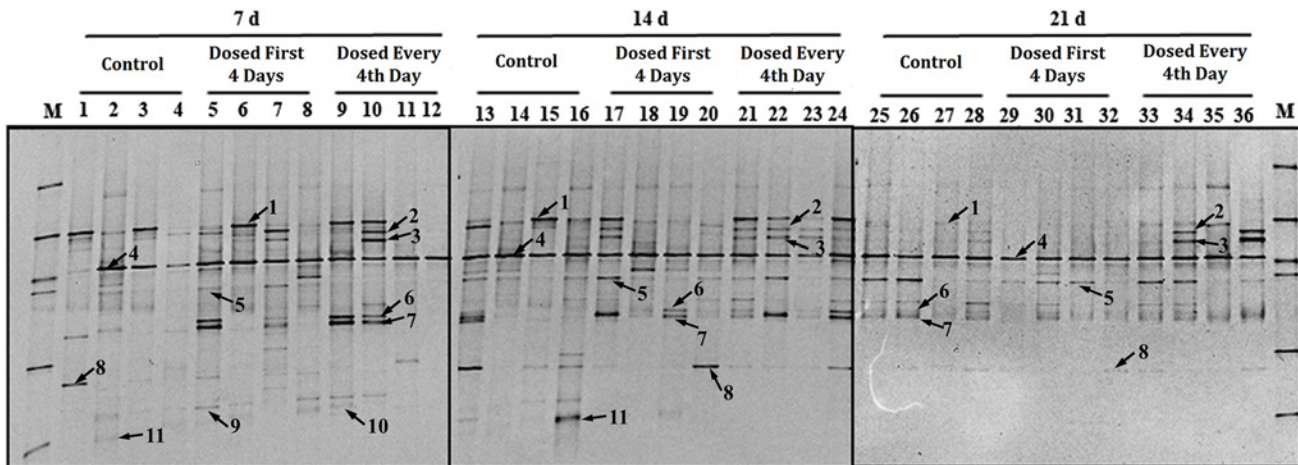 7 d 14 d 21 d
Control Dosed First 4 Days Dosed Every 4th Day Control Dosed First 4 Days Dosed Every 4th Day Control Dosed First 4 Days Dosed Every 4th Day
M 1 2 3 4 5 6 7 8 9 10 11 12 13 14 15 16 17 18 19 20 21 22 23 24 25 26 27 28 29 30 31 32 33 34 35 36 M
1 2 3 4 5 6 7 8 9 10 11
1 2 3 4 5 6 7 8 11
1 2 3 4 5 6 7 8